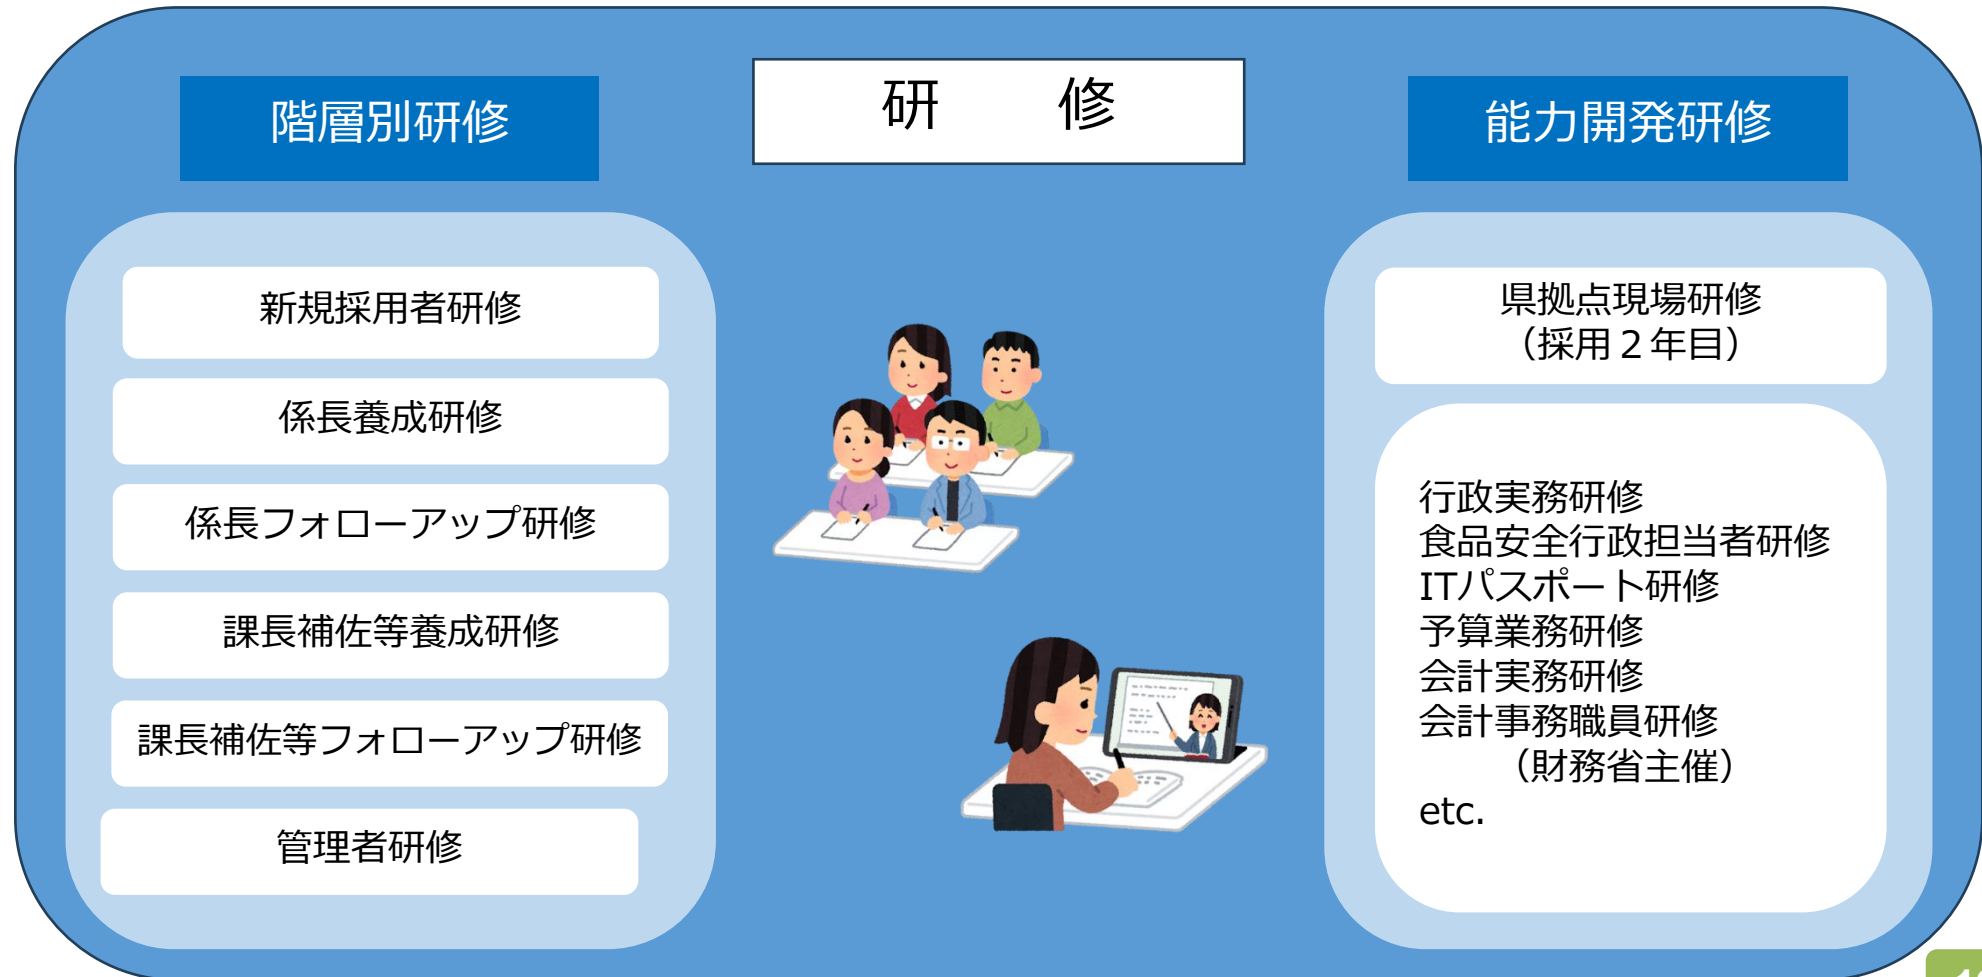 研　　修
階層別研修
新規採用者研修
係長養成研修
係長フォローアップ研修
課長補佐等養成研修
課長補佐等フォローアップ研修
管理者研修
能力開発研修
県拠点現場研修
（採用２年目）
行政実務研修
食品安全行政担当者研修
ITパスポート研修
予算業務研修
会計実務研修
会計事務職員研修
（財務省主催）
etc.